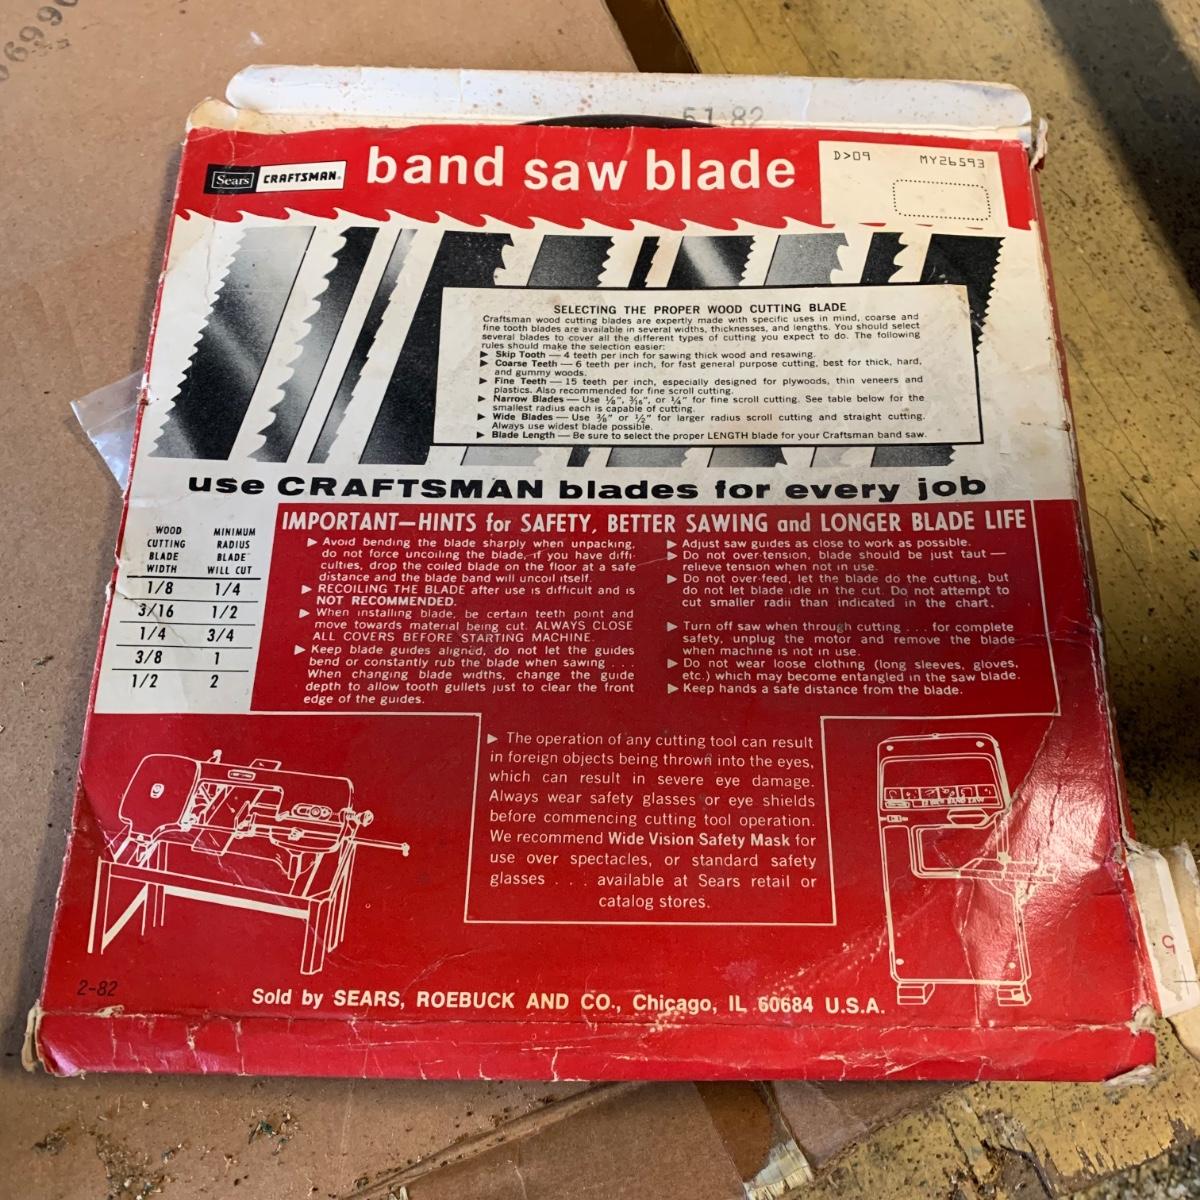 51 82
Sears CRAFTSMAN® band saw blade
D>09 MY26593
SELECTING THE PROPER WOOD CUTTING BLADE
Craftsman wood cutting blades are expertly made with specific uses in mind, coarse and
fine tooth blades are available in several widths, thicknesses, and lengths. You should select
several blades to cover all the different types of cutting you expect to do. The following
rules should make the selection easier:
▶ Skip Tooth — 4 teeth per inch for sawing thick wood and resawing.
▶ Coarse Teeth — 6 teeth per inch, for fast general purpose cutting, best for thick, hard,
and gummy woods.
▶ Fine Teeth — 15 teeth per inch, especially designed for plywoods, thin veneers and
plastics. Also recommended for fine scroll cutting.
▶ Narrow Blades — Use 1/8", 3/16", or 1/4" for fine scroll cutting. See table below for the
smallest radius each is capable of cutting.
▶ Wide Blades — Use 3/8" or 1/2" for larger radius scroll cutting and straight cutting.
Always use widest blade possible.
▶ Blade Length — Be sure to select the proper LENGTH blade for your Craftsman band saw.
use CRAFTSMAN blades for every job
WOOD CUTTING BLADE WIDTH
MINIMUM RADIUS BLADE WILL CUT
1/8 1/4
3/16 1/2
1/4 3/4
3/8 1
1/2 2
IMPORTANT—HINTS for SAFETY, BETTER SAWING and LONGER BLADE LIFE
▶ Avoid bending the blade sharply when unpacking,
do not force uncoiling the blade, if you have diffi-
culties, drop the coiled blade on the floor at a safe
distance and the blade band will uncoil itself.
▶ RECOILING THE BLADE after use is difficult and is
NOT RECOMMENDED.
▶ When installing blade, be certain teeth point and
move towards material being cut. ALWAYS CLOSE
ALL COVERS BEFORE STARTING MACHINE.
▶ Keep blade guides aligned, do not let the guides
bend or constantly rub the blade when sawing . . .
When changing blade widths, change the guide
depth to allow tooth gullets just to clear the front
edge of the guides.
▶ Adjust saw guides as close to work as possible.
▶ Do not over-tension, blade should be just taut —
relieve tension when not in use.
▶ Do not over-feed, let the blade do the cutting, but
do not let blade idle in the cut. Do not attempt to
cut smaller radii than indicated in the chart.
▶ Turn off saw when through cutting . . . for complete
safety, unplug the motor and remove the blade
when machine is not in use.
▶ Do not wear loose clothing (long sleeves, gloves,
etc.) which may become entangled in the saw blade.
▶ Keep hands a safe distance from the blade.
▶ The operation of any cutting tool can result
in foreign objects being thrown into the eyes,
which can result in severe eye damage.
Always wear safety glasses or eye shields
before commencing cutting tool operation.
We recommend Wide Vision Safety Mask for
use over spectacles, or standard safety
glasses . . . available at Sears retail or
catalog stores.
2-82
Sold by SEARS, ROEBUCK AND CO., Chicago, IL 60684 U.S.A.